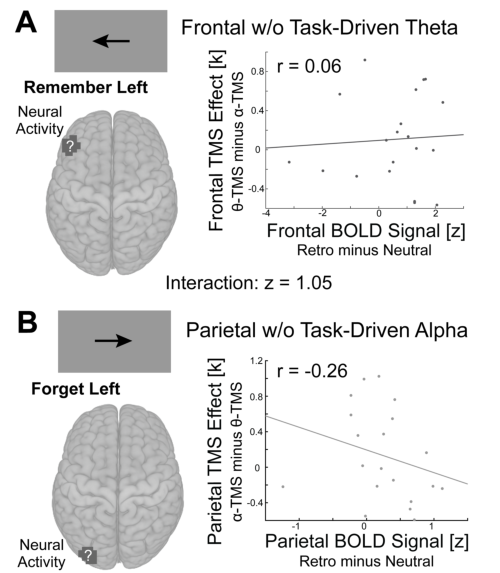 A
Frontal w/o Task-Driven Theta
Remember Left
Neural
Activity
?
Frontal TMS Effect [k]
θ-TMS minus α-TMS
r = 0.06
0.8
0.4
0
-0.4
-4
-2
0
2
Frontal BOLD Signal [z]
Retro minus Neutral
Interaction: z = 1.05
B
Parietal w/o Task-Driven Alpha
Forget Left
Neural
Activity
?
Parietal TMS Effect [k]
α-TMS minus θ-TMS
r = -0.26
1.2
0.8
0.4
0
-0.4
-1
0
1
Parietal BOLD Signal [z]
Retro minus Neutral